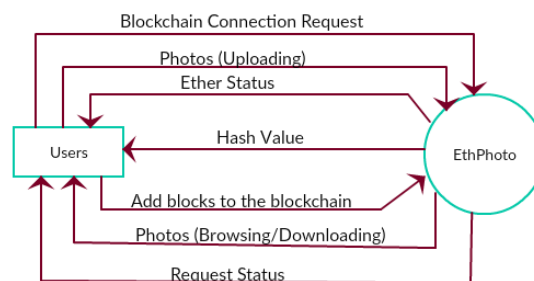 Blockchain Connection Request
Photos (Uploading)
Ether Status
Hash Value
Users
EthPhoto
Add blocks to the blockchain
Photos (Browsing/Downloading)
Request Status